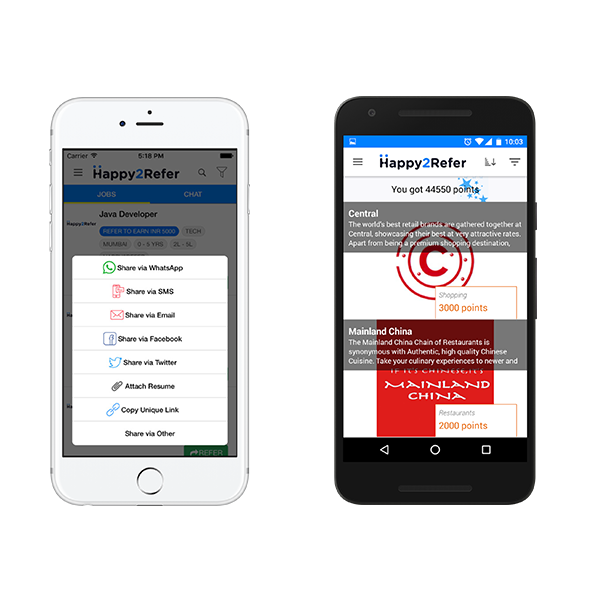 Carrier 5:18 PM
Happy2Refer
JOBS CHAT
Happy2Refer
Java Developer
REFER TO EARN INR 5000 TECH
MUMBAI 0 - 5 YRS 2L - 5L
Share via WhatsApp
Share via SMS
Share via Email
Share via Facebook
Share via Twitter
Attach Resume
Copy Unique Link
Share via Other
REFER
10:03
Happy2Refer
You got 44550 points
Central
The world's best retail brands are gathered together at
Central, showcasing their best at very attractive rates.
Apart from being a premium shopping destination,
C
Shopping
3000 points
Mainland China
The Mainland China Chain of Restaurants is
synonymous with Authentic, high quality Chinese
Cuisine. Take your culinary experiences to newer and
IF IT'S CHINESE, IT'S
MAINLAND
CHINA
Restaurants
2000 points